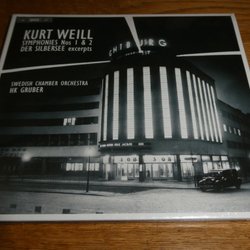 KURT WEILL
SYMPHONIES Nos 1 & 2
DER SILBERSEE excerpts
SWEDISH CHAMBER ORCHESTRA
HK GRUBER